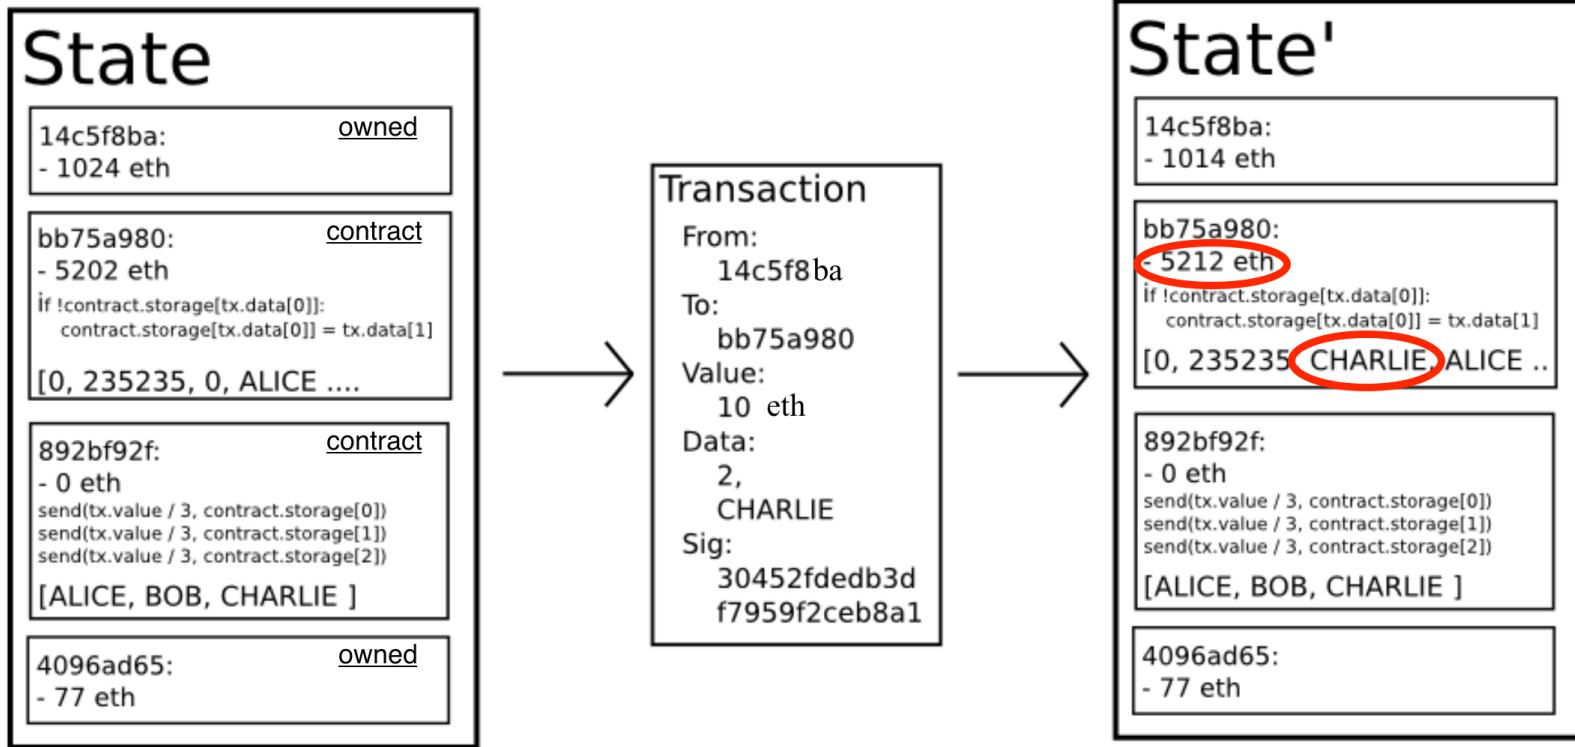 State
14c5f8ba:
owned
- 1024 eth
bb75a980:
contract
- 5202 eth
if !contract.storage[tx.data[0]]:
contract.storage[tx.data[0]] = tx.data[1]
[0, 235235, 0, ALICE ....
892bf92f:
contract
- 0 eth
send(tx.value / 3, contract.storage[0])
send(tx.value / 3, contract.storage[1])
send(tx.value / 3, contract.storage[2])
[ALICE, BOB, CHARLIE ]
4096ad65:
owned
- 77 eth
Transaction
From:
14c5f8ba
To:
bb75a980
Value:
10 eth
Data:
2,
CHARLIE
Sig:
30452fdedb3d
f7959f2ceb8a1
State'
14c5f8ba:
- 1014 eth
bb75a980:
- 5212 eth
if !contract.storage[tx.data[0]]:
contract.storage[tx.data[0]] = tx.data[1]
[0, 235235, CHARLIE, ALICE ..
892bf92f:
- 0 eth
send(tx.value / 3, contract.storage[0])
send(tx.value / 3, contract.storage[1])
send(tx.value / 3, contract.storage[2])
[ALICE, BOB, CHARLIE ]
4096ad65:
- 77 eth